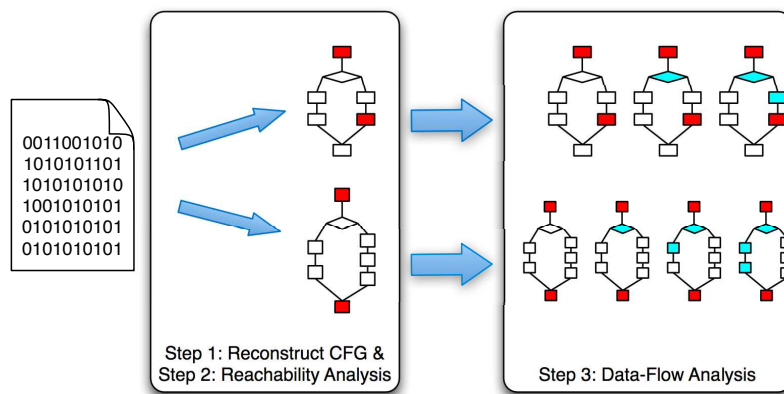 0011001010
1010101101
1010101010
1001010101
0101010101
0101010101
Step 1: Reconstruct CFG &
Step 2: Reachability Analysis
Step 3: Data-Flow Analysis